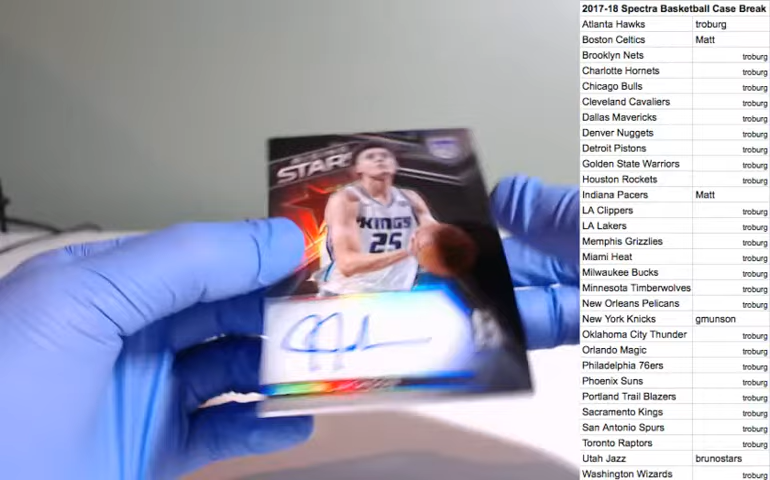 STAR!
KINGS
25
2017-18 Spectra Basketball Case Break
Atlanta Hawks troburg
Boston Celtics Matt
Brooklyn Nets troburg
Charlotte Hornets troburg
Chicago Bulls troburg
Cleveland Cavaliers troburg
Dallas Mavericks troburg
Denver Nuggets troburg
Detroit Pistons troburg
Golden State Warriors troburg
Houston Rockets troburg
Indiana Pacers Matt
LA Clippers troburg
LA Lakers troburg
Memphis Grizzlies troburg
Miami Heat troburg
Milwaukee Bucks troburg
Minnesota Timberwolves troburg
New Orleans Pelicans troburg
New York Knicks gmunson
Oklahoma City Thunder troburg
Orlando Magic troburg
Philadelphia 76ers troburg
Phoenix Suns troburg
Portland Trail Blazers troburg
Sacramento Kings troburg
San Antonio Spurs troburg
Toronto Raptors troburg
Utah Jazz brunostars
Washington Wizards troburg